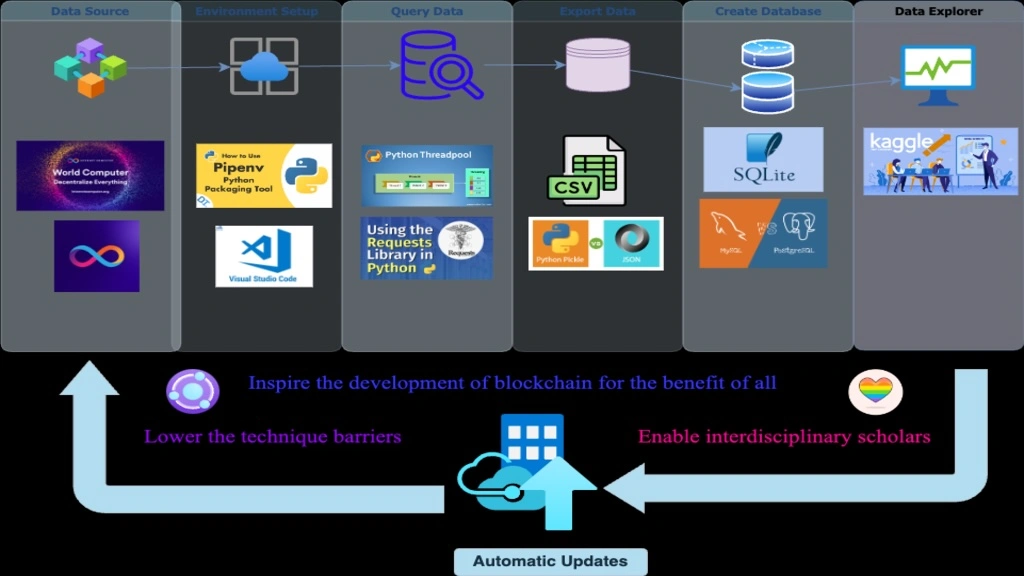 Data Source
Environment Setup
Query Data
Export Data
Create Database
Data Explorer
World Computer
Decentralize Everything
How to Use
Pipenv
Python
Packaging Tool
Visual Studio Code
Python Threadpool
Using the
Requests
Library in
Python
Requests
CSV
Python Pickle
VS
JSON
SQLite
MySQL
VS
PostgreSQL
kaggle
Inspire the development of blockchain for the benefit of all
Lower the technique barriers
Enable interdisciplinary scholars
Automatic Updates